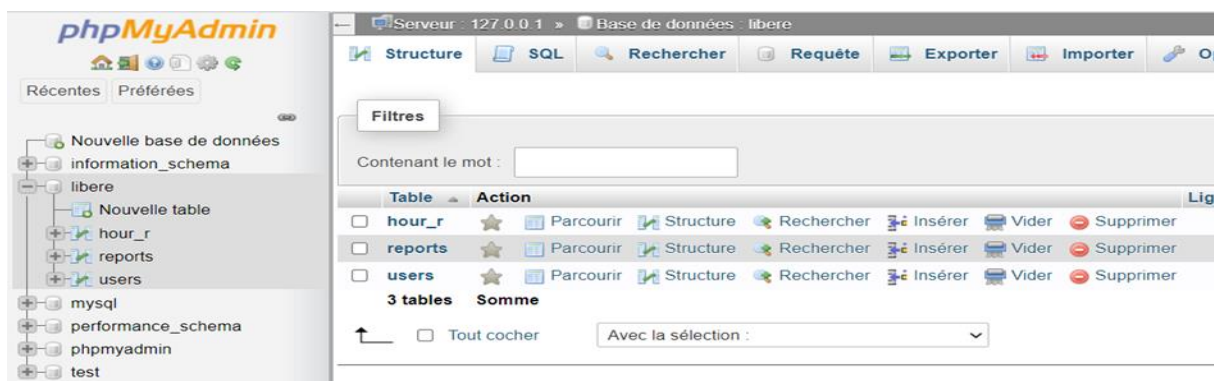 phpMyAdmin
Récentes Préférées
Nouvelle base de données
information_schema
libere
Nouvelle table
hour_r
reports
users
mysql
performance_schema
phpmyadmin
test
Serveur : 127.0.0.1 » Base de données : libere
Structure SQL Rechercher Requête Exporter Importer
Filtres
Contenant le mot :
Table Action
hour_r Parcourir Structure Rechercher Insérer Vider Supprimer
reports Parcourir Structure Rechercher Insérer Vider Supprimer
users Parcourir Structure Rechercher Insérer Vider Supprimer
3 tables Somme
Tout cocher Avec la sélection :